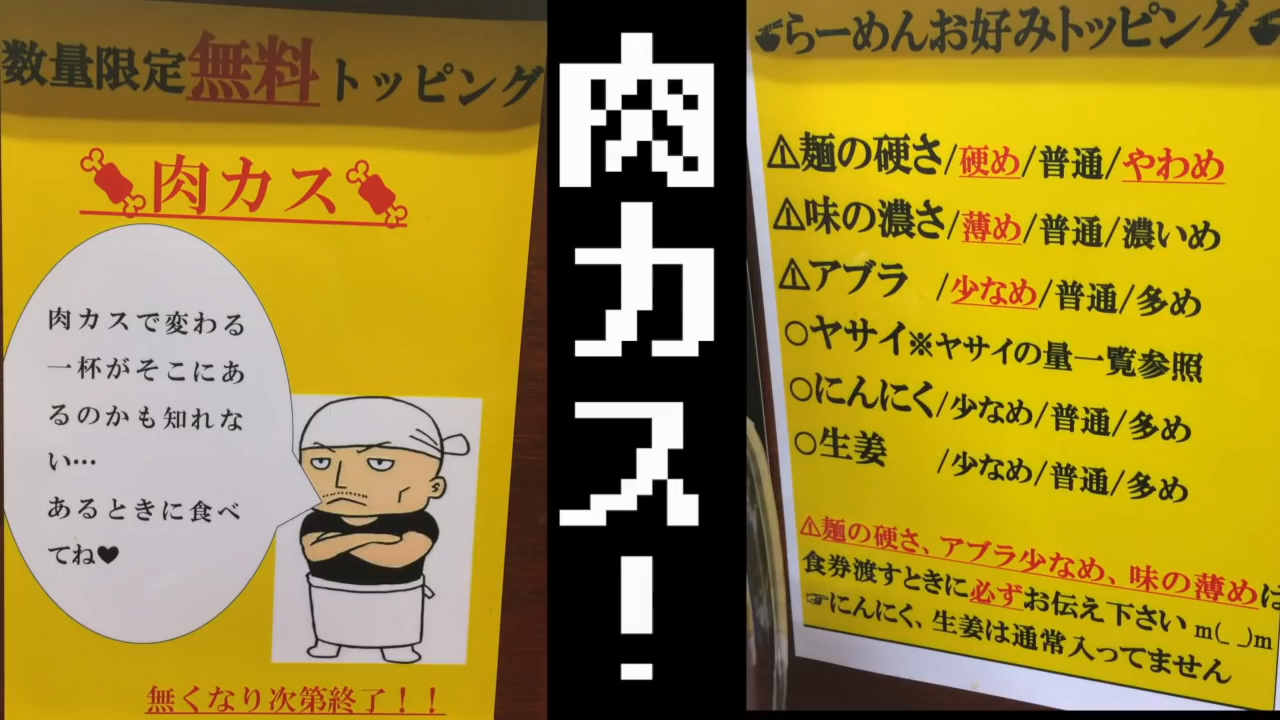 数量限定無料トッピング
肉カス
肉カスで変わる
一杯がそこにあ
るのかも知れな
い…
あるときに食べ
てね♥
無くなり次第終了！！
肉カス！
らーめんお好みトッピング
⚠麺の硬さ/硬め/普通/やわめ
⚠味の濃さ/薄め/普通/濃いめ
⚠アブラ /少なめ/普通/多め
○ヤサイ※ヤサイの量一覧参照
○にんにく/少なめ/普通/多め
○生姜 /少なめ/普通/多め
⚠麺の硬さ、アブラ少なめ、味の薄めは
食券渡すときに必ずお伝え下さいm(_ _)m
☞にんにく、生姜は通常入ってません